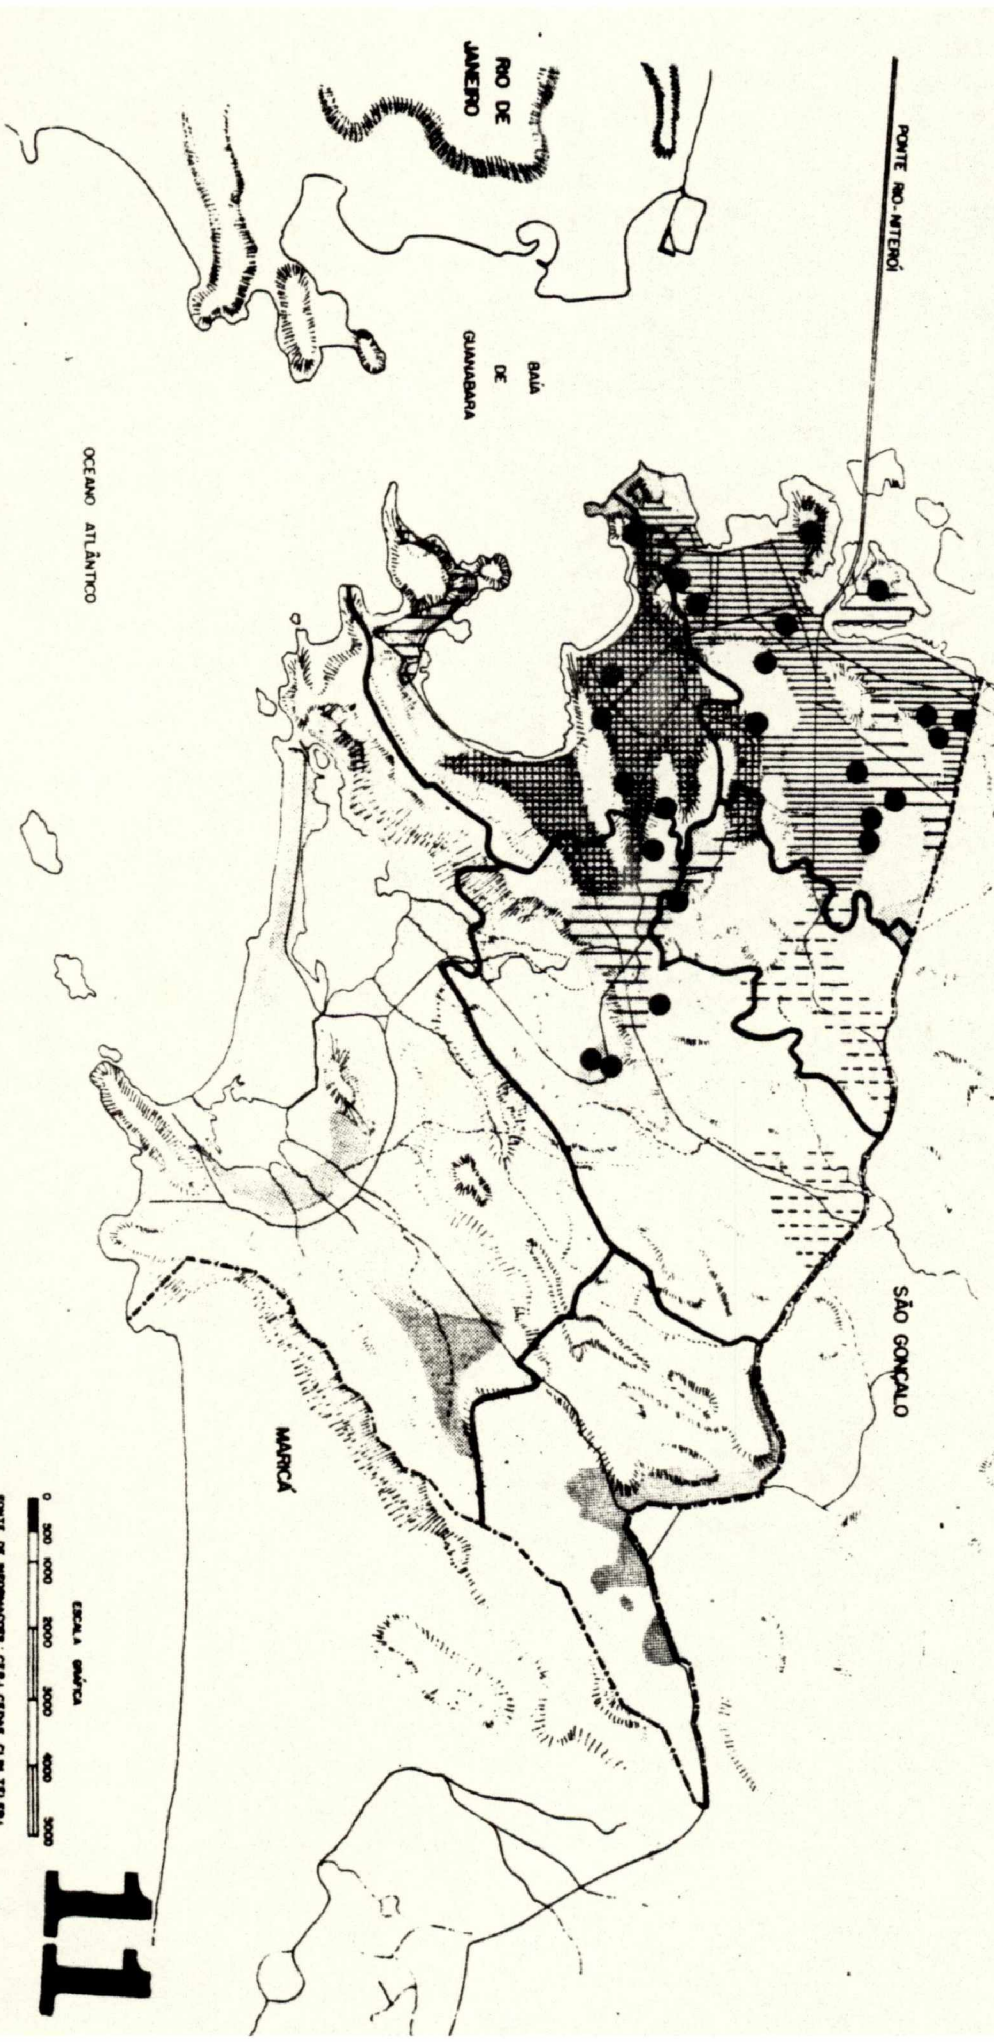 RIO DE
JANEIRO
PONTE RIO-NITERÓI
BAÍA
DE
GUANABARA
OCEANO ATLÂNTICO
SÃO GONÇALO
MARICÁ
ESCALA GRÁFICA
0 500 1000 2000 3000 4000 5000
11